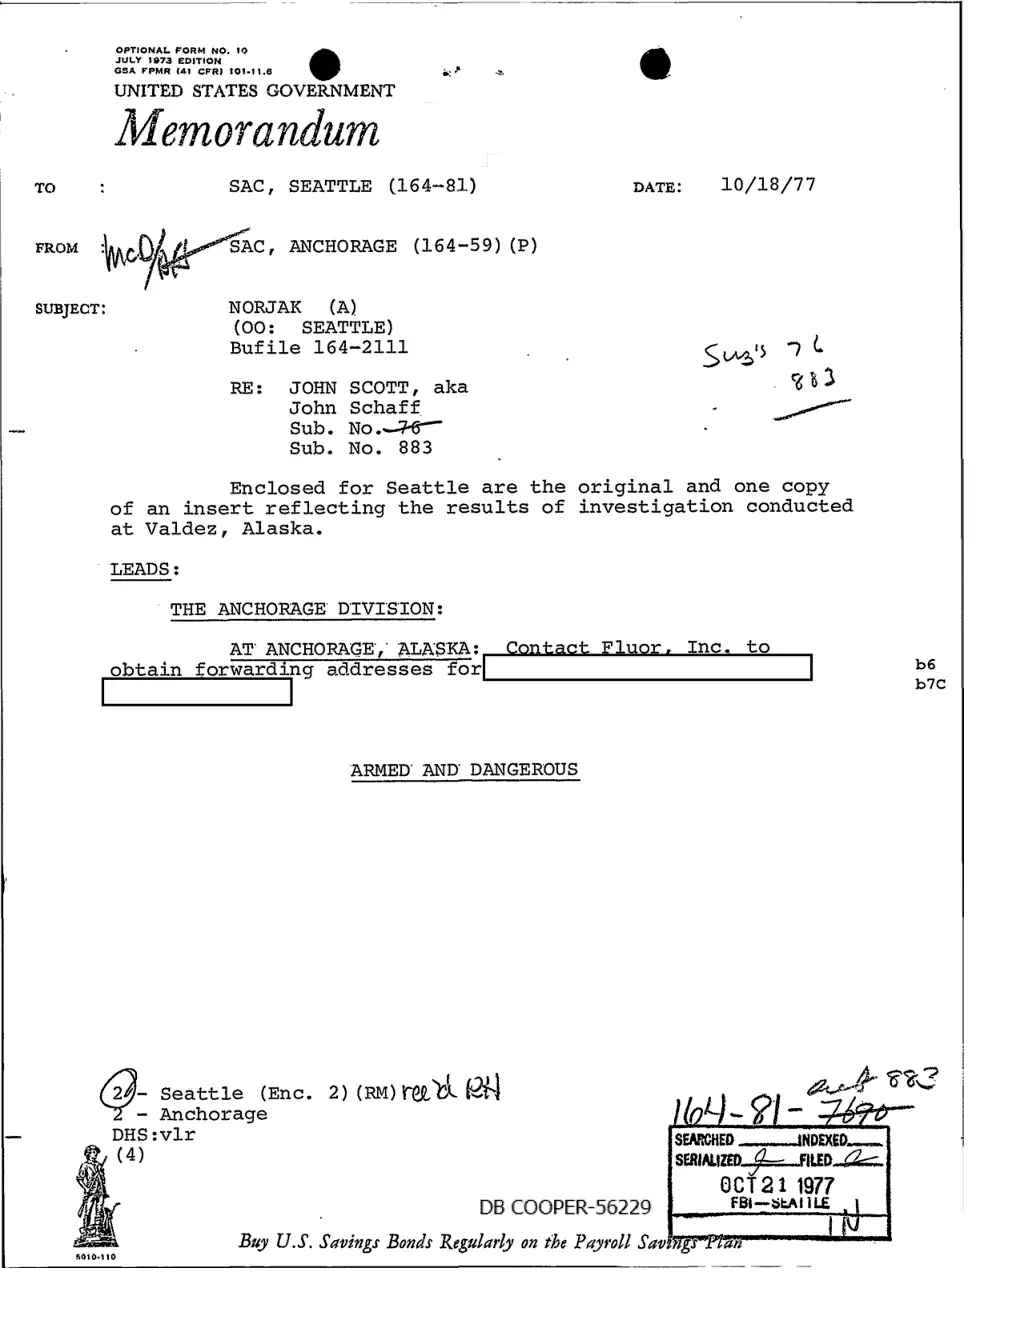 OPTIONAL FORM NO. 10
JULY 1973 EDITION
GSA FPMR (41 CFR) 101-11.6
UNITED STATES GOVERNMENT
Memorandum
TO : SAC, SEATTLE (164-81) DATE: 10/18/77
FROM : SAC, ANCHORAGE (164-59)(P)
SUBJECT: NORJAK (A)
(OO: SEATTLE)
Bufile 164-2111
Suz's 76
883
RE: JOHN SCOTT, aka
John Schaff
Sub. No. 76
Sub. No. 883
Enclosed for Seattle are the original and one copy
of an insert reflecting the results of investigation conducted
at Valdez, Alaska.
LEADS:
THE ANCHORAGE DIVISION:
AT ANCHORAGE, ALASKA: Contact Fluor, Inc. to
obtain forwarding addresses for
b6
b7C
ARMED AND DANGEROUS
2 - Seattle (Enc. 2)(RM) rec'd
2 - Anchorage
DHS:vlr
(4)
883
164-81-7690
SEARCHED INDEXED
SERIALIZED FILED
OCT 21 1977
FBI—SEATTLE
DB COOPER-56229
Buy U.S. Savings Bonds Regularly on the Payroll Savings Plan
5010-110